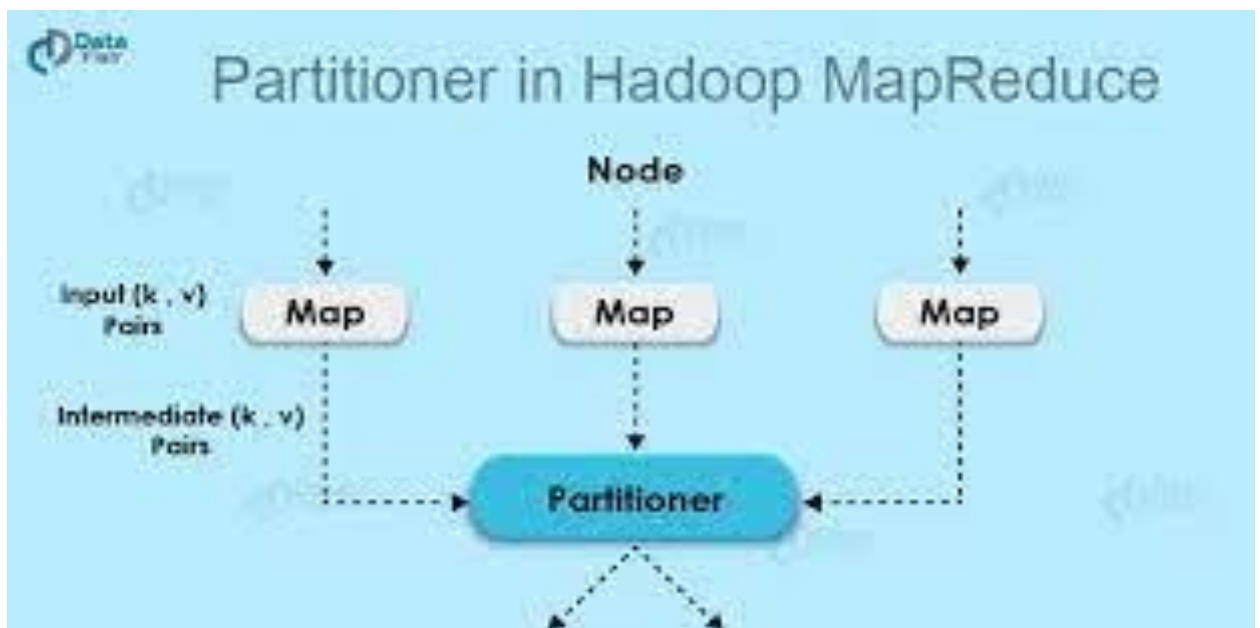 Data
Flair
Partitioner in Hadoop MapReduce
Node
Input (k , v)
Pairs
Map
Map
Map
Intermediate (k , v)
Pairs
Partitioner